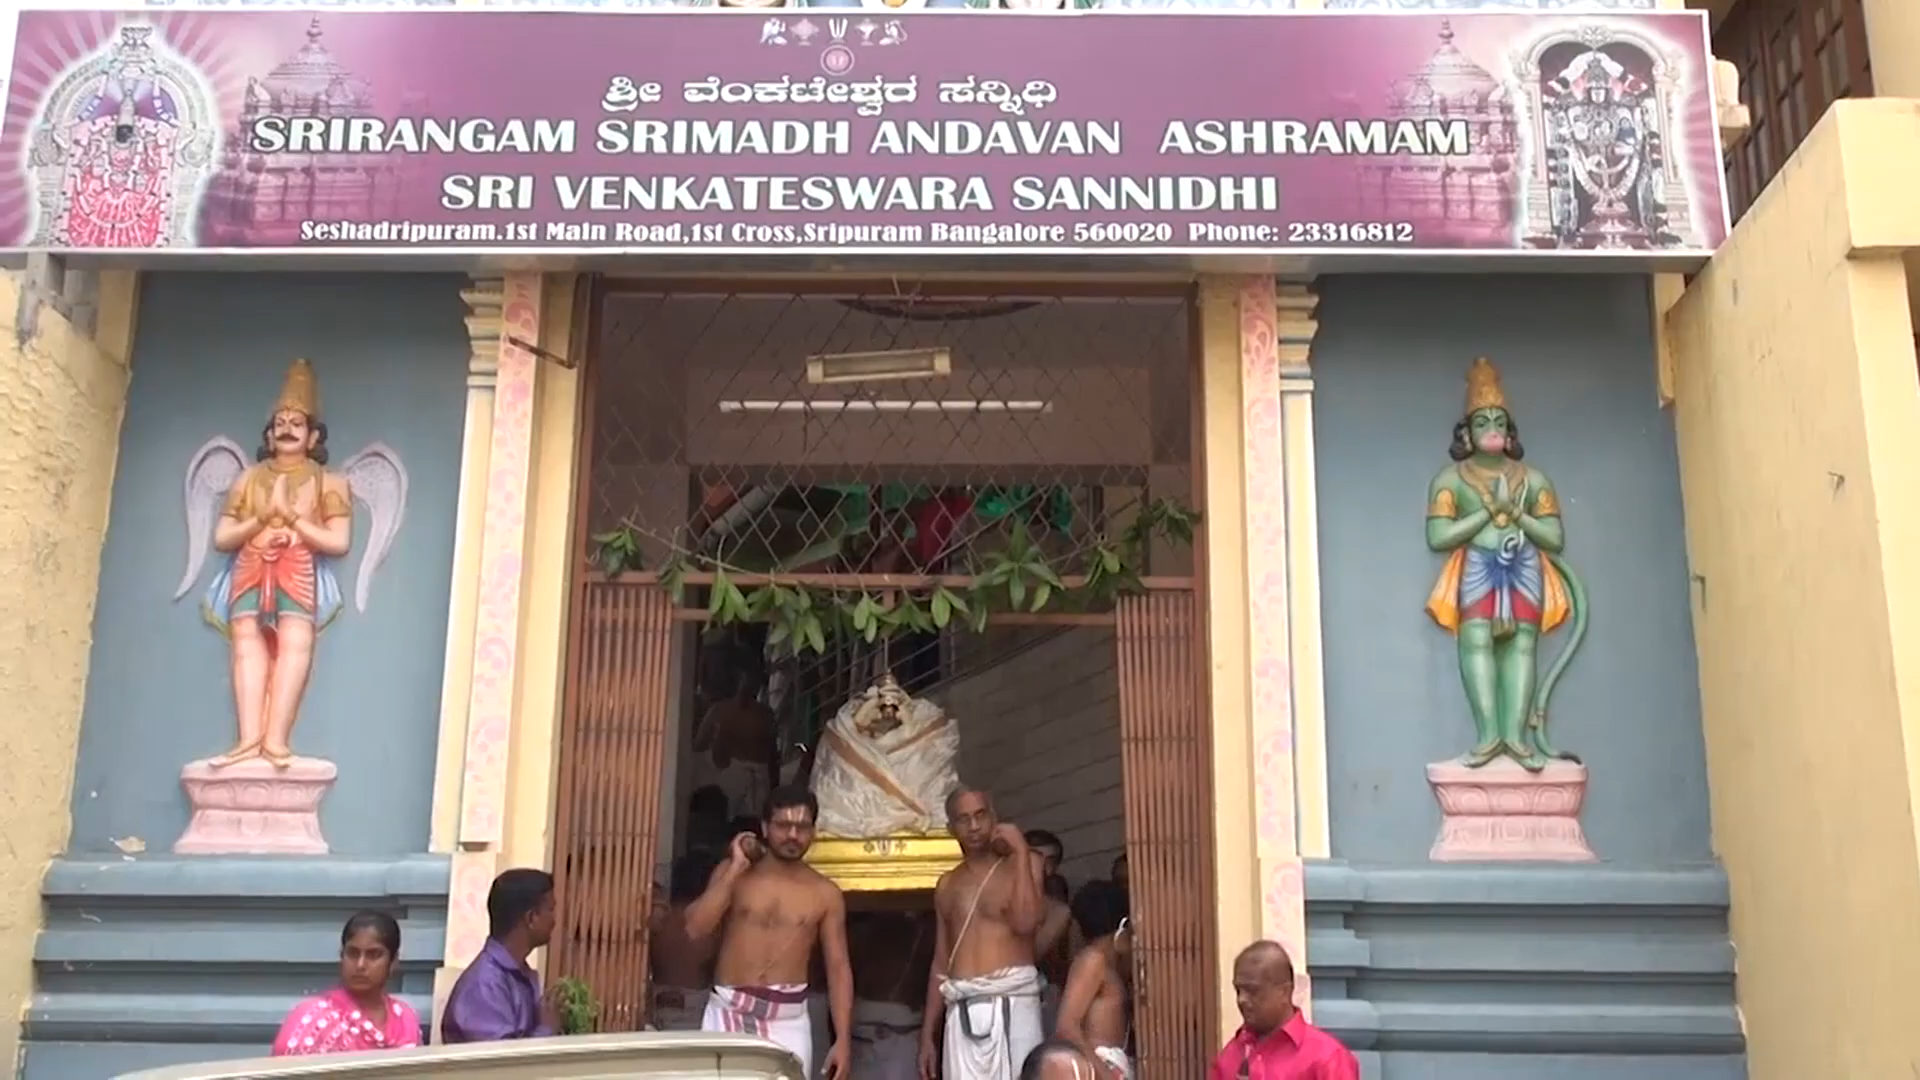 ಶ್ರೀ ವೆಂಕಟೇಶ್ವರ ಸನ್ನಿಧಿ
SRIRANGAM SRIMADH ANDAVAN ASHRAMAM
SRI VENKATESWARA SANNIDHI
Seshadripuram.1st Main Road,1st Cross,Sripuram Bangalore 560020 Phone: 23316812